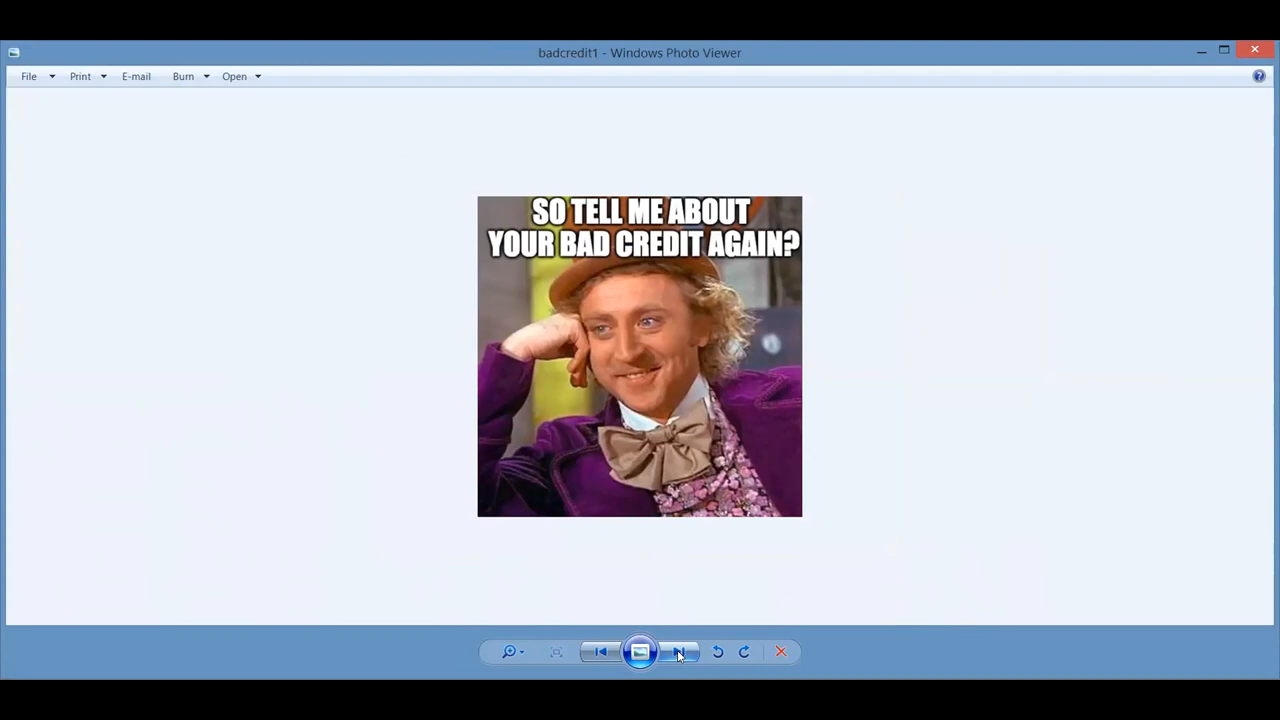 badcredit1 - Windows Photo Viewer
File Print E-mail Burn Open
SO TELL ME ABOUT
YOUR BAD CREDIT AGAIN?